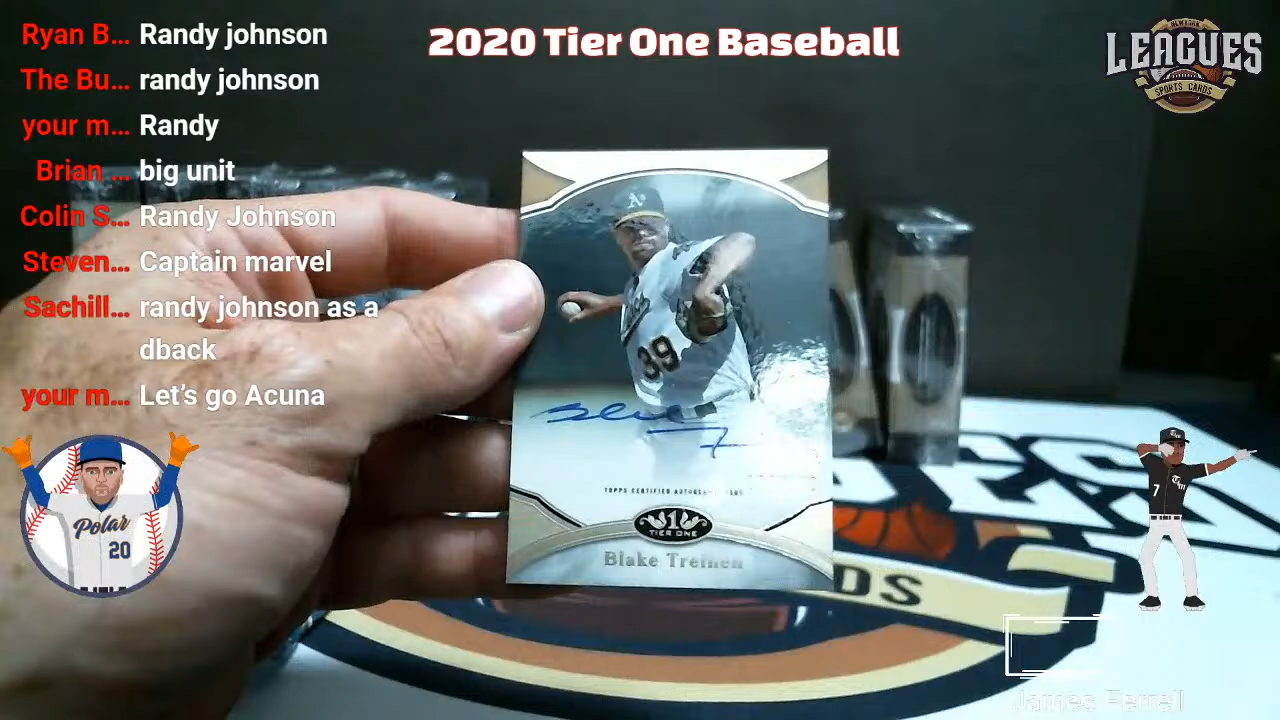 Ryan B... Randy johnson
The Bu... randy johnson
your m... Randy
Brian ... big unit
Colin S... Randy Johnson
Steven... Captain marvel
Sachill... randy johnson as a
dback
your m... Let's go Acuna
2020 Tier One Baseball
LEAGUES
SPORTS CARDS
A's
39
TOPPS CERTIFIED AUTOGRAPH
1
TIER ONE
Blake Treinen
Polar
20
7
DS
James Ferrell